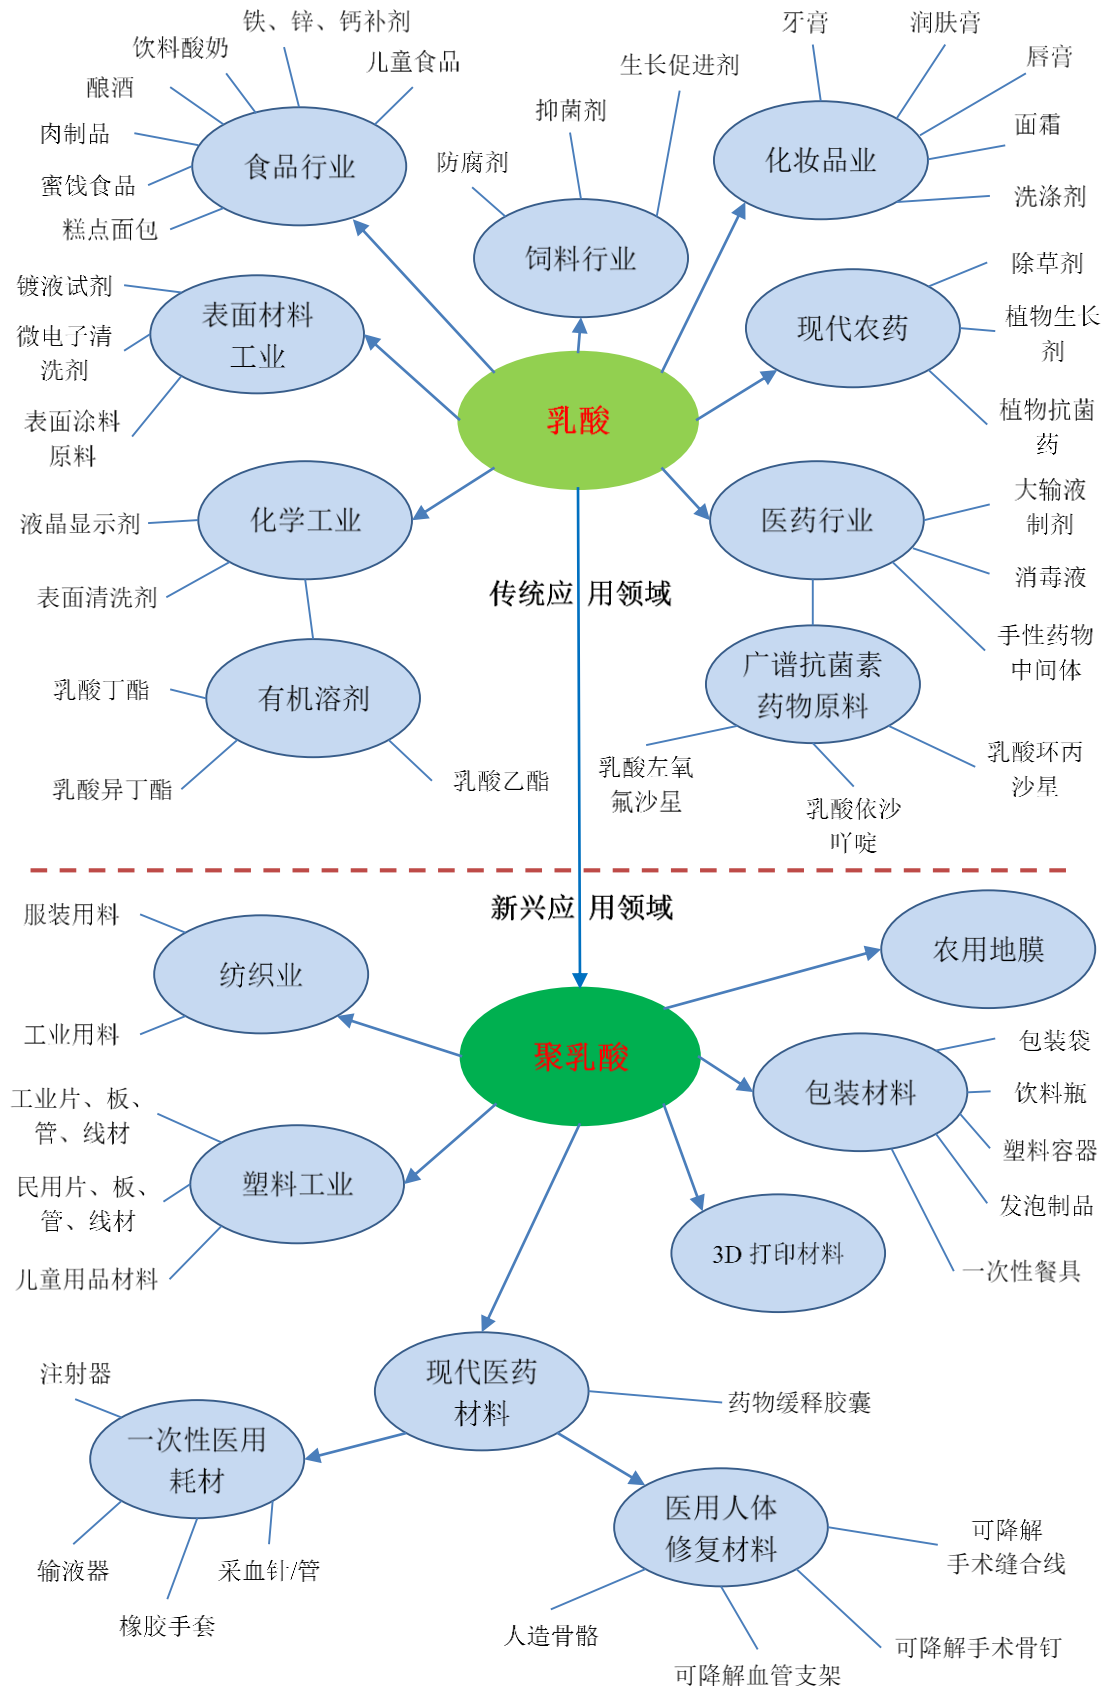 铁、锌、钙补剂
饮料酸奶
儿童食品
酿酒
肉制品
蜜饯食品
糕点面包
食品行业
生长促进剂
抑菌剂
防腐剂
饲料行业
牙膏
润肤膏
唇膏
面霜
洗涤剂
化妆品业
镀液试剂
微电子清
洗剂
表面涂料
原料
表面材料
工业
除草剂
植物生长
剂
植物抗菌
药
现代农药
乳酸
液晶显示剂
表面清洗剂
化学工业
大输液
制剂
消毒液
手性药物
中间体
医药行业
传统应 用领域
乳酸丁酯
乳酸异丁酯
乳酸乙酯
有机溶剂
广谱抗菌素
药物原料
乳酸左氧
氟沙星
乳酸依沙
吖啶
乳酸环丙
沙星
新兴应 用领域
服装用料
工业用料
纺织业
农用地膜
聚乳酸
包装材料
包装袋
饮料瓶
塑料容器
发泡制品
一次性餐具
工业片、板、
管、线材
民用片、板、
管、线材
儿童用品材料
塑料工业
3D 打印材料
现代医药
材料
药物缓释胶囊
注射器
一次性医用
耗材
输液器
橡胶手套
采血针/管
医用人体
修复材料
可降解
手术缝合线
人造骨骼
可降解血管支架
可降解手术骨钉